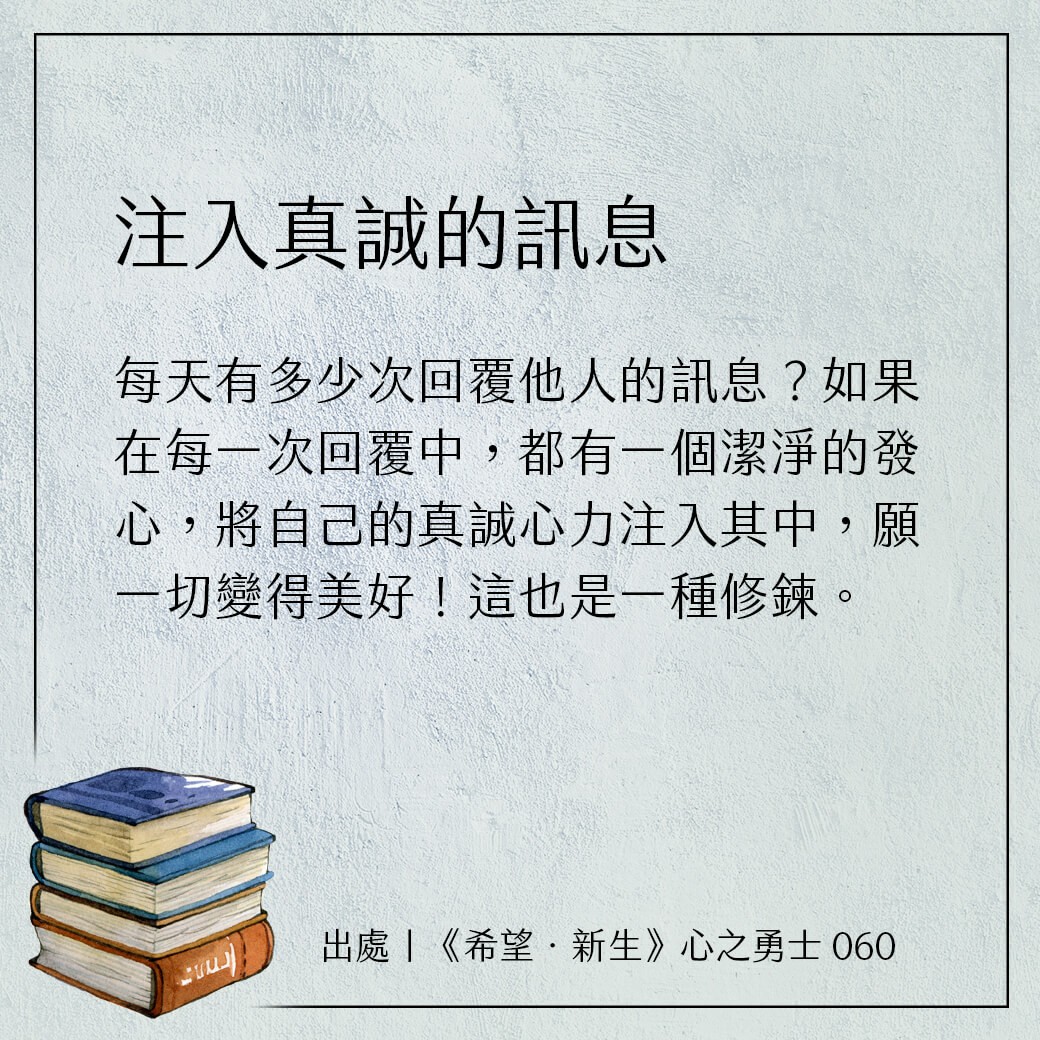 注入真誠的訊息
每天有多少次回覆他人的訊息？如果
在每一次回覆中，都有一個潔淨的發
心，將自己的真誠心力注入其中，願
一切變得美好！這也是一種修鍊。
出處｜《希望．新生》心之勇士 060